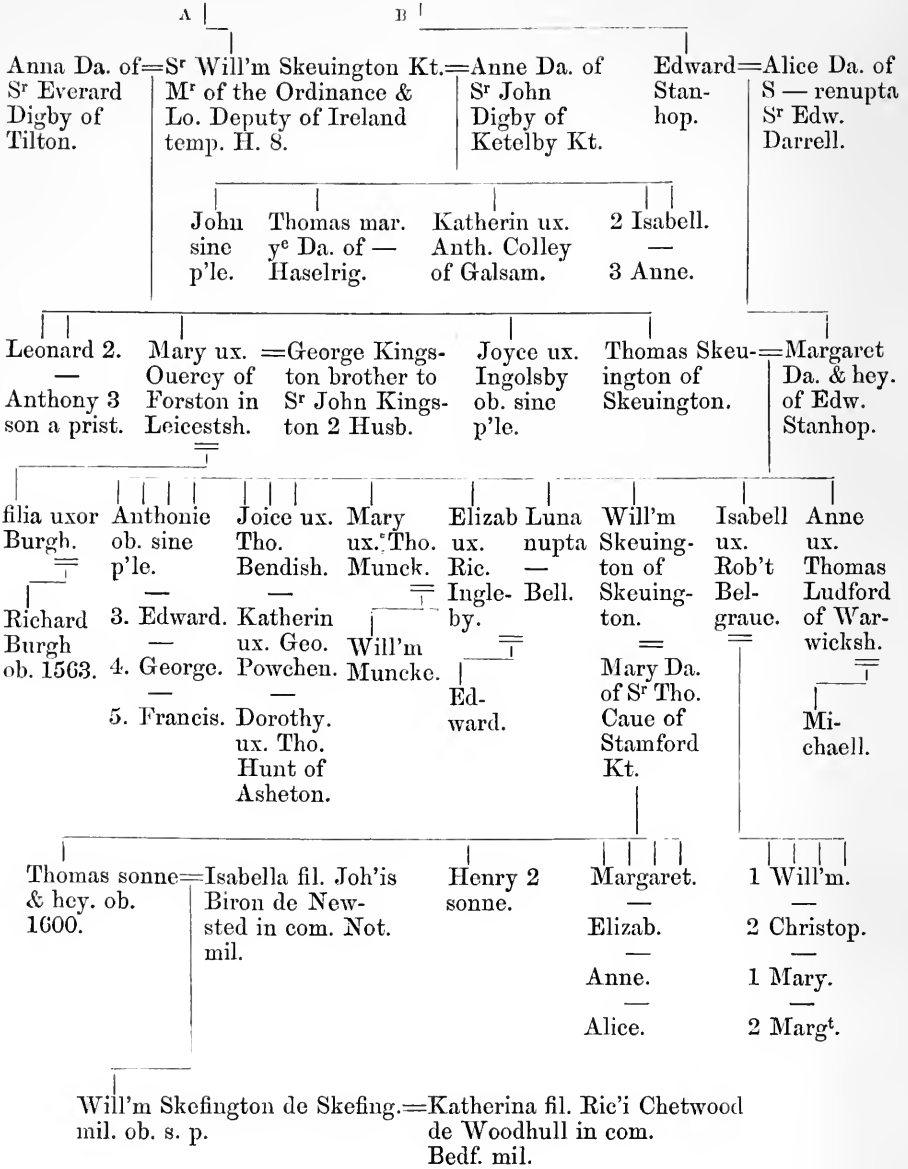 A
B
Anna Da. of
Sʳ Everard
Digby of
Tilton.
=Sʳ Will'm Skeuington Kt.
Mʳ of the Ordinance &
Lo. Deputy of Ireland
temp. H. 8.
=Anne Da. of
Sʳ John
Digby of
Ketelby Kt.
Edward
Stan-
hop.
=Alice Da. of
S — renupta
Sʳ Edw.
Darrell.
John
sine
p'le.
Thomas mar.
yᵉ Da. of —
Haselrig.
Katherin ux.
Anth. Colley
of Galsam.
2 Isabell.
—
3 Anne.
Leonard 2.
—
Anthony 3
son a prist.
Mary ux.
Ouercy of
Forston in
Leicestsh.
=George Kings-
ton brother to
Sʳ John Kings-
ton 2 Husb.
Joyce ux.
Ingolsby
ob. sine
p'le.
Thomas Skeu-
ington of
Skeuington.
=Margaret
Da. & hey.
of Edw.
Stanhop.
filia uxor
Burgh.
=
Richard
Burgh
ob. 1563.
Anthonie
ob. sine
p'le.
—
3. Edward.
—
4. George.
—
5. Francis.
Joice ux.
Tho.
Bendish.
—
Katherin
ux. Geo.
Powchen.
—
Dorothy.
ux. Tho.
Hunt of
Asheton.
Mary
ux. Tho.
Munck.
=
Will'm
Muncke.
Elizab
ux.
Ric.
Ingle-
by.
=
Ed-
ward.
Luna
nupta
—
Bell.
Will'm
Skeuing-
ton of
Skeuing-
ton.
=
Mary Da.
of Sʳ Tho.
Caue of
Stamford
Kt.
Isabell
ux.
Rob't
Bel-
graue.
=
Anne
ux.
Thomas
Ludford
of War-
wicksh.
=
Mi-
chaell.
Thomas sonne
& hey. ob.
1600.
=Isabella fil. Joh'is
Biron de New-
sted in com. Not.
mil.
Henry 2
sonne.
Margaret.
—
Elizab.
—
Anne.
—
Alice.
1 Will'm.
—
2 Christop.
—
1 Mary.
—
2 Margᵗ.
Will'm Skefington de Skefing.
mil. ob. s. p.
=Katherina fil. Ric'i Chetwood
de Woodhull in com.
Bedf. mil.